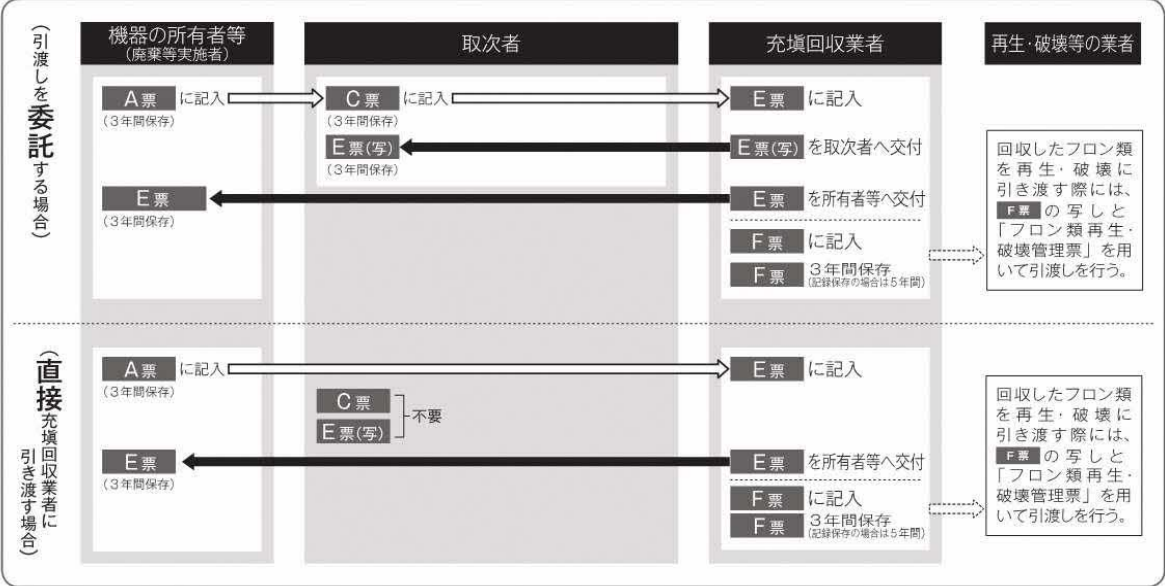 機器の所有者等
(廃棄等実施者)
取次者
充塡回収業者
再生・破壊等の業者
(引渡しを委託する場合)
A票 に記入
(3年間保存)
C票 に記入
(3年間保存)
E票 に記入
E票(写)
(3年間保存)
E票(写) を取次者へ交付
E票
(3年間保存)
E票 を所有者等へ交付
F票 に記入
F票 3年間保存
(記録保存の場合は5年間)
回収したフロン類
を再生・破壊に
引き渡す際には、
F票 の写しと
「フロン類再生・
破壊管理票」を用
いて引渡しを行う。
(直接充塡回収業者に
引き渡す場合)
A票 に記入
(3年間保存)
E票 に記入
C票
E票(写)
不要
E票
(3年間保存)
E票 を所有者等へ交付
F票 に記入
F票 3年間保存
(記録保存の場合は5年間)
回収したフロン類
を再生・破壊に
引き渡す際には、
F票 の写しと
「フロン類再生・
破壊管理票」を用
いて引渡しを行う。